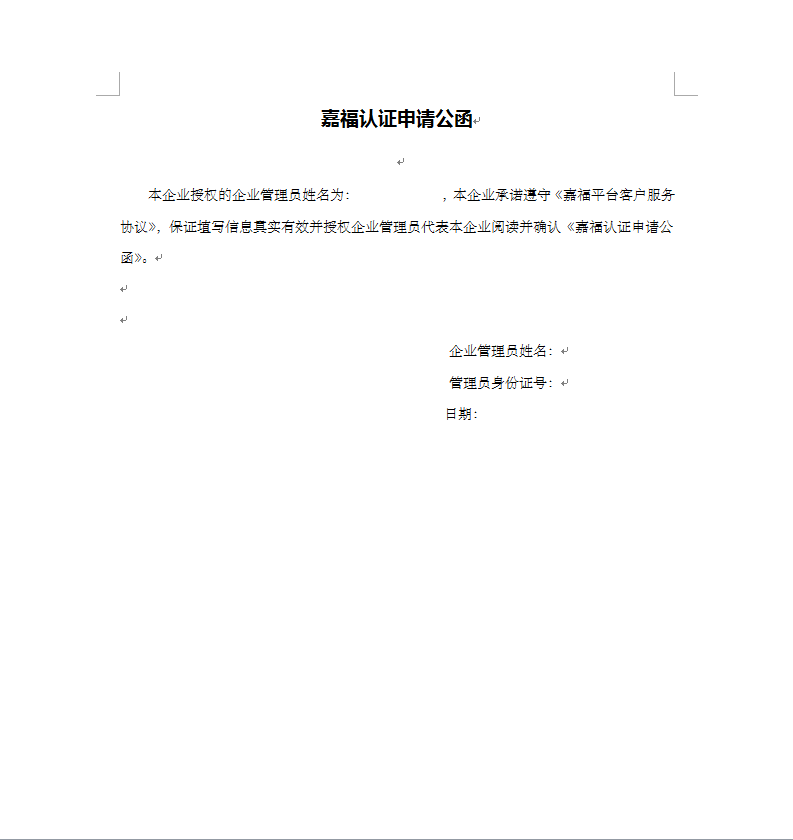 嘉福认证申请公函
本企业授权的企业管理员姓名为： ，本企业承诺遵守《嘉福平台客户服务
协议》，保证填写信息真实有效并授权企业管理员代表本企业阅读并确认《嘉福认证申请公
函》。
企业管理员姓名：
管理员身份证号：
日期：